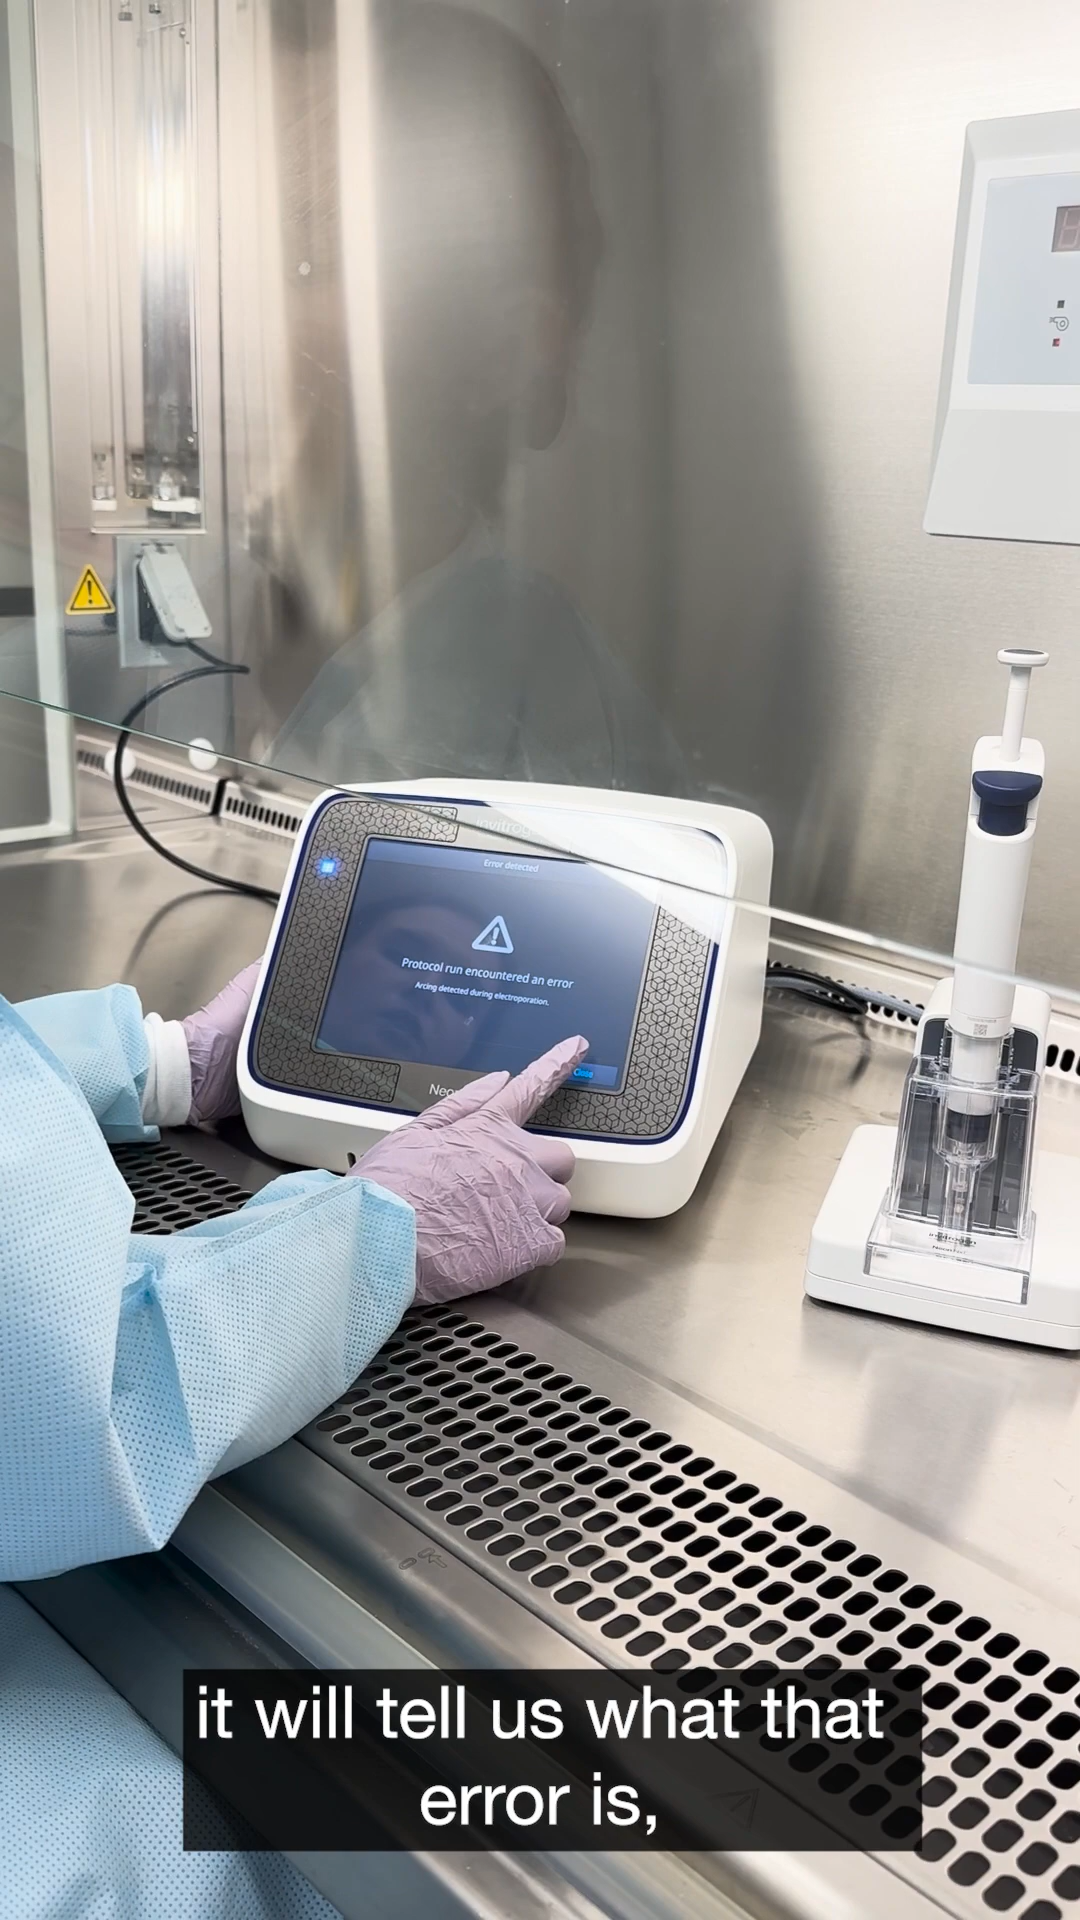 Error detected
Protocol run encountered an error
Arcing detected during electroporation.
Close
invitrogen
it will tell us what that
error is,